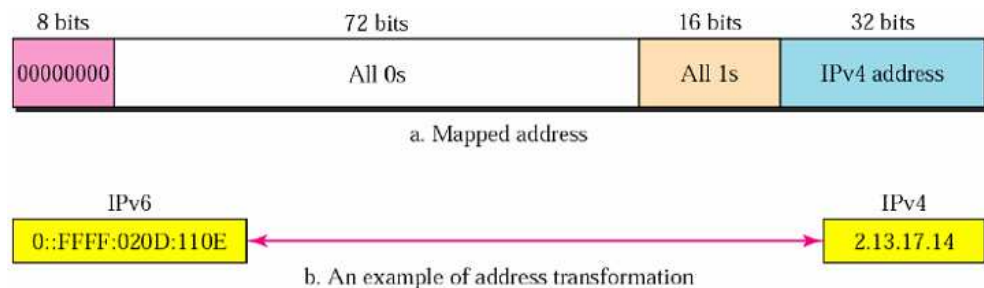 8 bits 72 bits 16 bits 32 bits
00000000 All 0s All 1s IPv4 address
a. Mapped address
IPv6 IPv4
0::FFFF:020D:110E 2.13.17.14
b. An example of address transformation